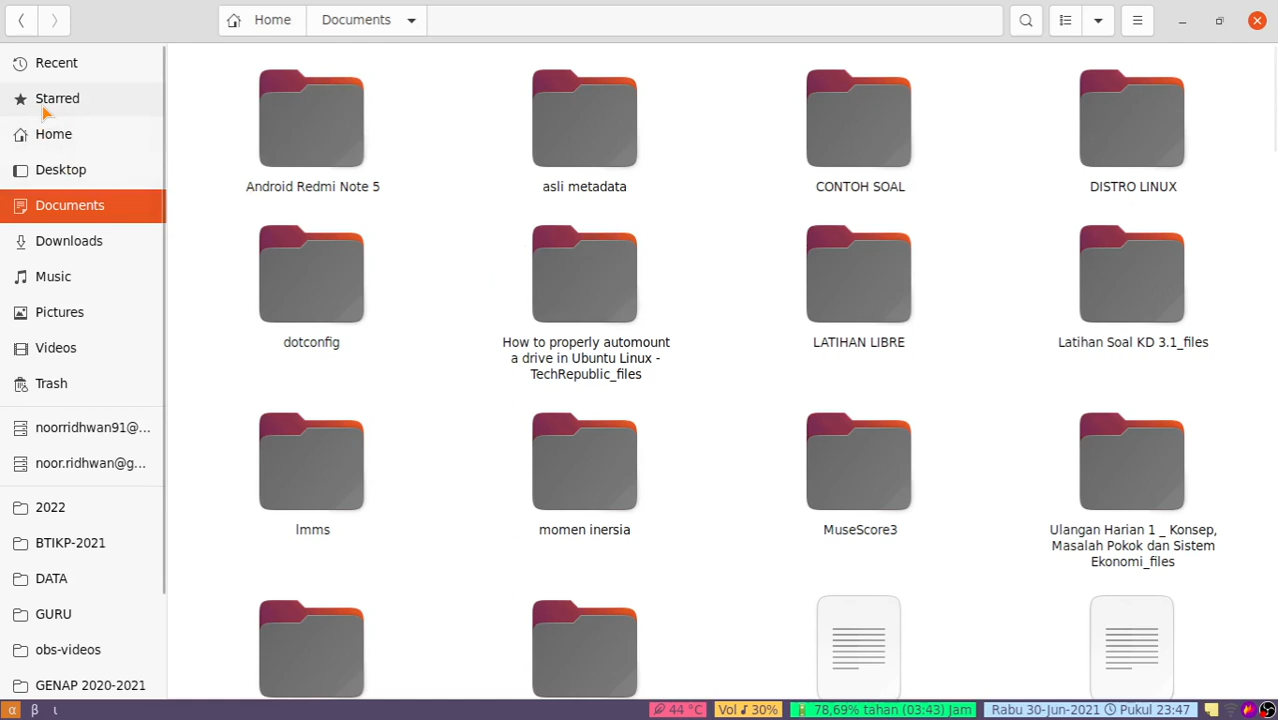 Home
Documents
Recent
Starred
Home
Desktop
Documents
Downloads
Music
Pictures
Videos
Trash
noorridhwan91@...
noor.ridhwan@g...
2022
BTIKP-2021
DATA
GURU
obs-videos
GENAP 2020-2021
Android Redmi Note 5
asli metadata
CONTOH SOAL
DISTRO LINUX
dotconfig
How to properly automount
a drive in Ubuntu Linux -
TechRepublic_files
LATIHAN LIBRE
Latihan Soal KD 3.1_files
lmms
momen inersia
MuseScore3
Ulangan Harian 1 _ Konsep,
Masalah Pokok dan Sistem
Ekonomi_files
α β ι
44 °C
Vol 30%
78,69% tahan (03:43) Jam
Rabu 30-Jun-2021 Pukul 23:47